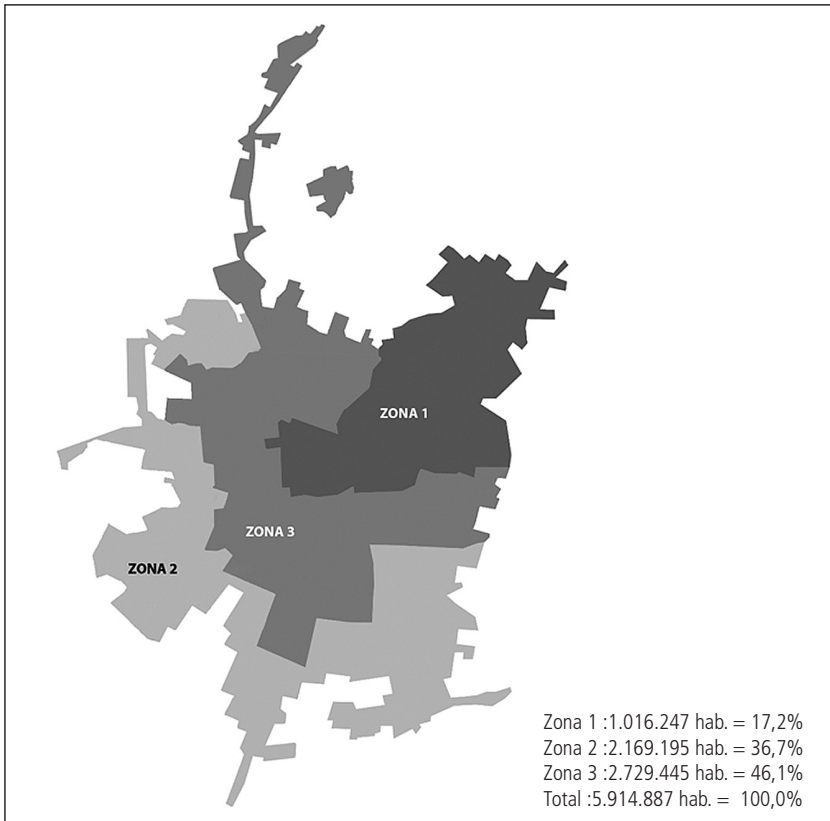 ZONA 1
ZONA 3
ZONA 2
Zona 1 :1.016.247 hab. = 17,2%
Zona 2 :2.169.195 hab. = 36,7%
Zona 3 :2.729.445 hab. = 46,1%
Total :5.914.887 hab. = 100,0%